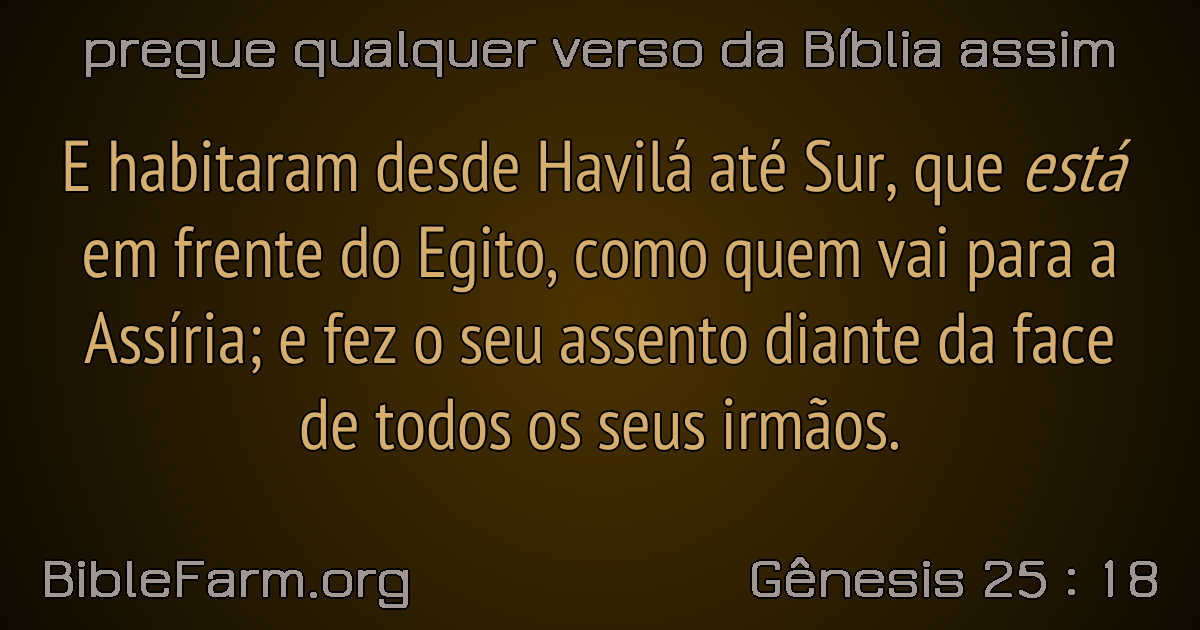 pregue qualquer verso da Bíblia assim
E habitaram desde Havilá até Sur, que está
em frente do Egito, como quem vai para a
Assíria; e fez o seu assento diante da face
de todos os seus irmãos.
BibleFarm.org
Gênesis 25 : 18